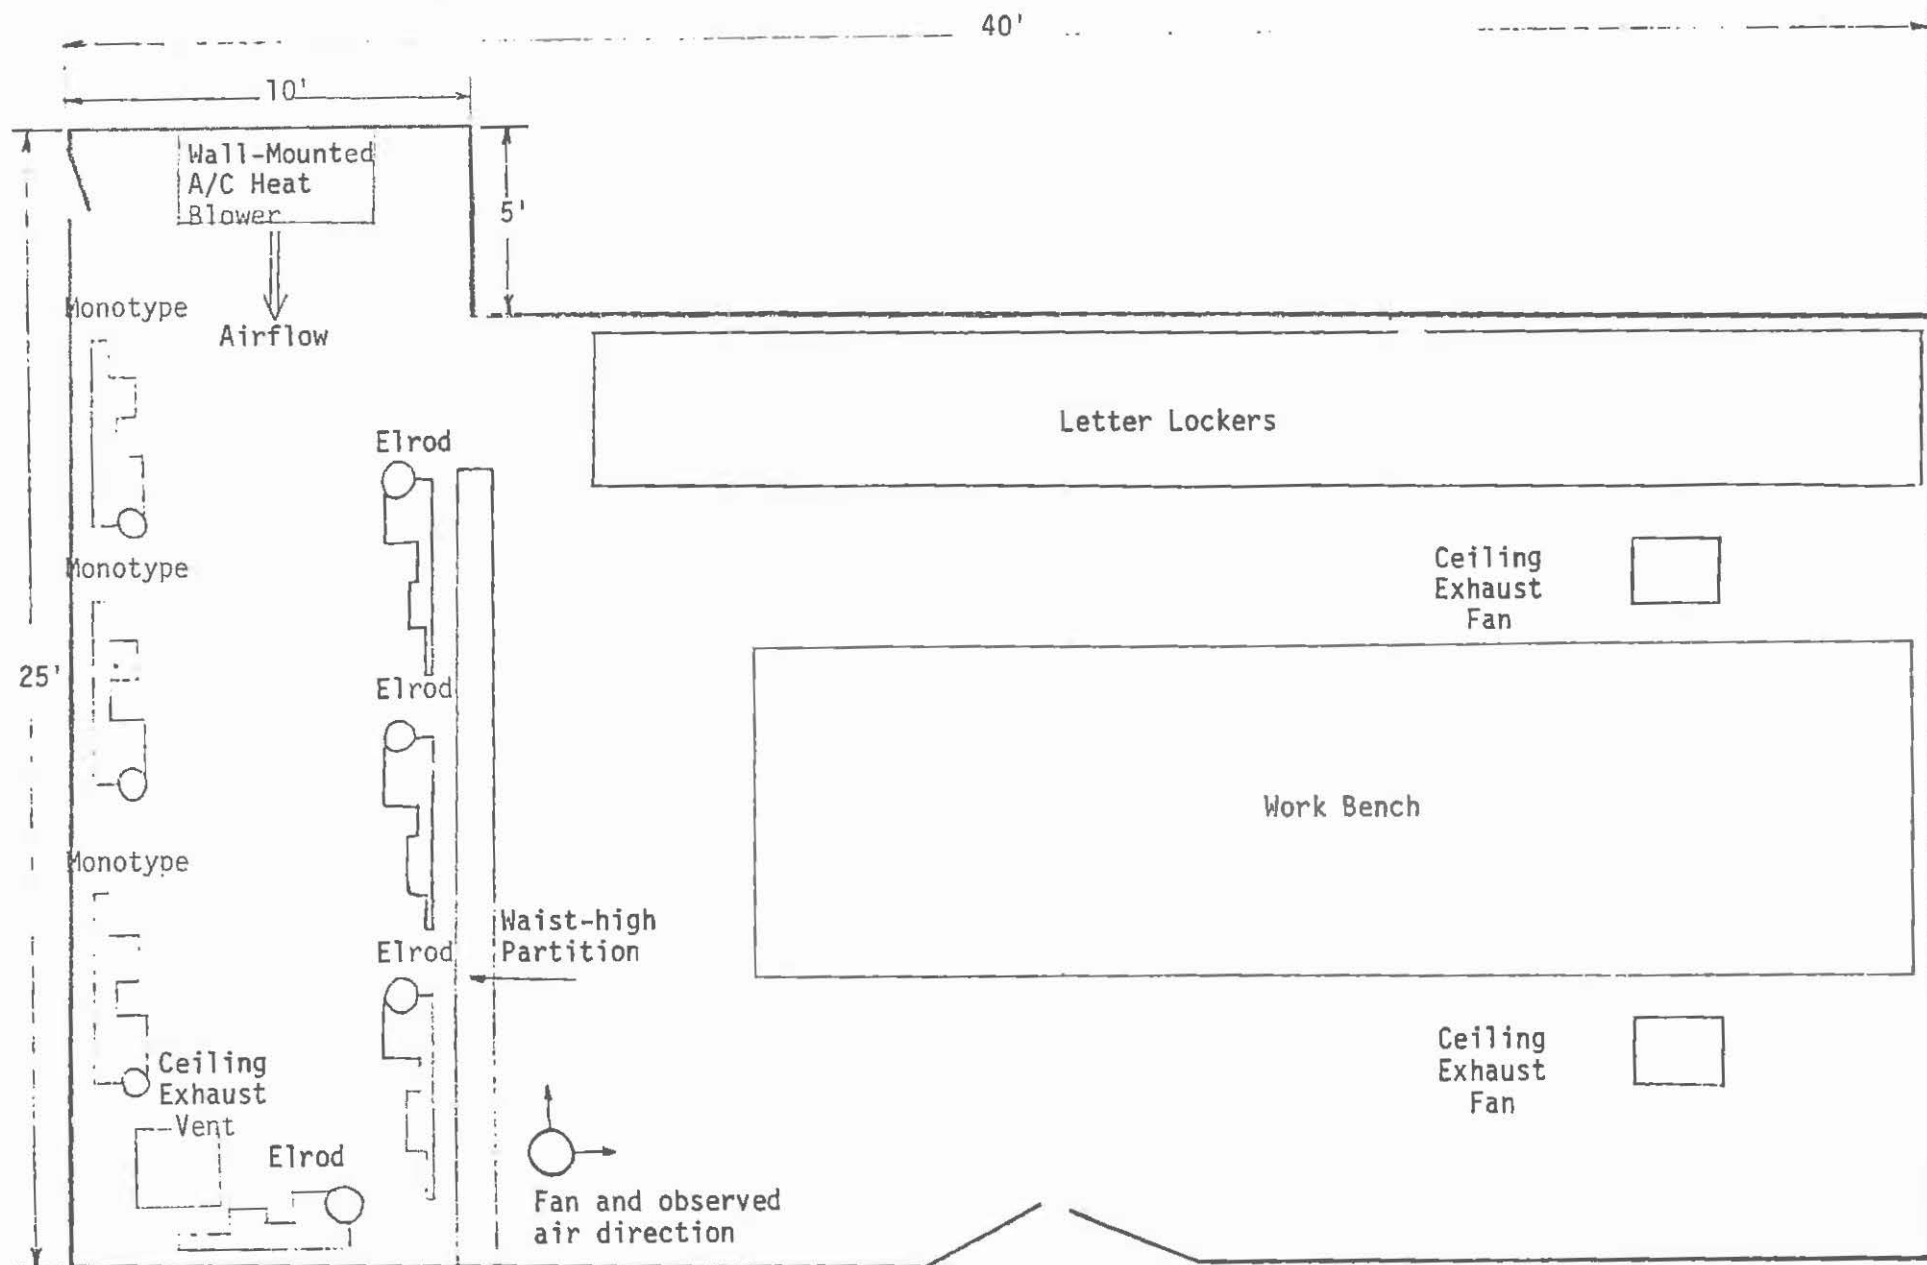 40'
10'
Wall-Mounted
A/C Heat
Blower
5'
Monotype
Airflow
Elrod
Letter Lockers
Monotype
Ceiling
Exhaust
Fan
25'
Elrod
Work Bench
Monotype
Waist-high
Partition
Elrod
Ceiling
Exhaust
Vent
Ceiling
Exhaust
Fan
Elrod
Fan and observed
air direction